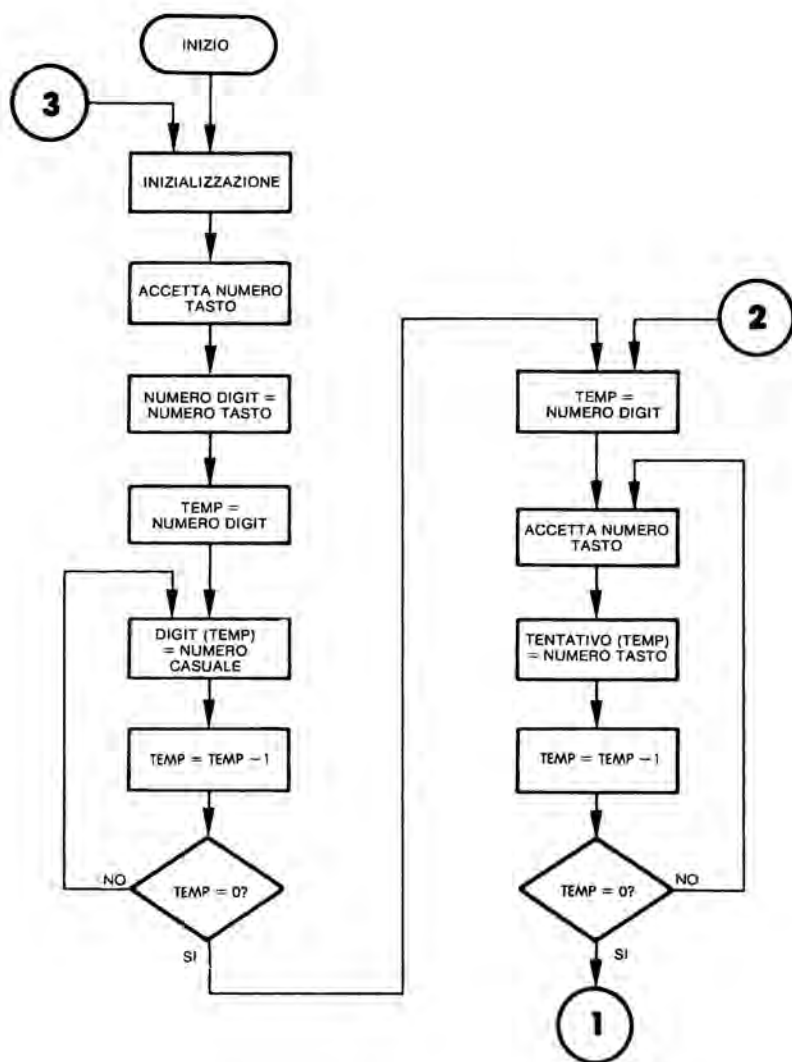 INIZIO
3
INIZIALIZZAZIONE
ACCETTA NUMERO
TASTO
NUMERO DIGIT =
NUMERO TASTO
TEMP =
NUMERO DIGIT
DIGIT (TEMP)
= NUMERO
CASUALE
TEMP = TEMP −1
TEMP = 0?
NO
SI
2
TEMP =
NUMERO DIGIT
ACCETTA NUMERO
TASTO
TENTATIVO (TEMP)
= NUMERO TASTO
TEMP = TEMP −1
TEMP = 0?
NO
SI
1